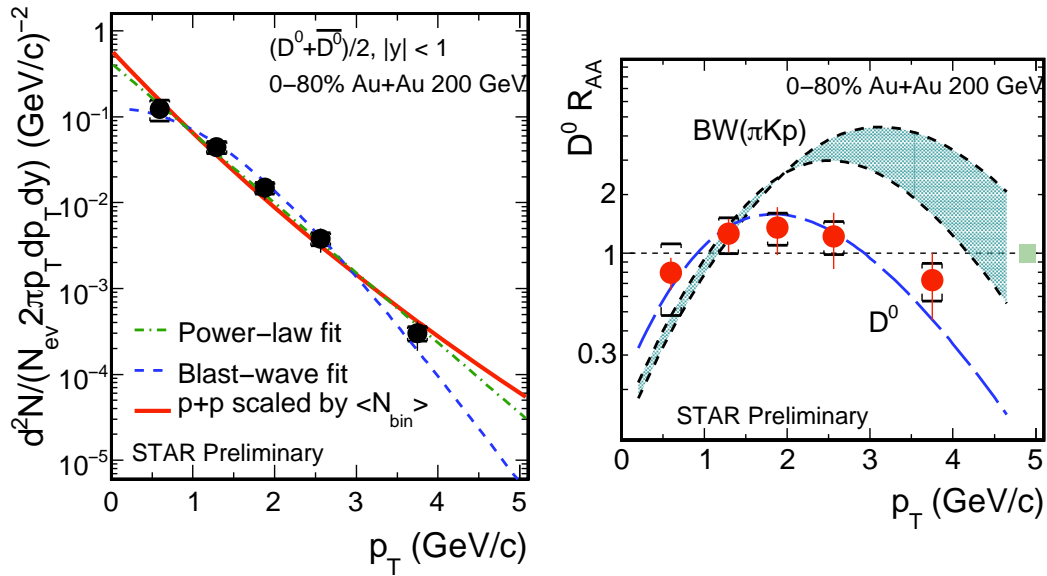 d²N/(N_ev 2πp_T dp_T dy) (GeV/c)⁻²
1
10⁻¹
10⁻²
10⁻³
10⁻⁴
10⁻⁵
(D⁰+D̅⁰)/2, |y| < 1
0−80% Au+Au 200 GeV
Power−law fit
Blast−wave fit
p+p scaled by <N_bin>
STAR Preliminary
0 1 2 3 4 5
p_T (GeV/c)
D⁰ R_AA
2
1
0.3
0−80% Au+Au 200 GeV
BW(πKp)
D⁰
STAR Preliminary
0 1 2 3 4 5
p_T (GeV/c)